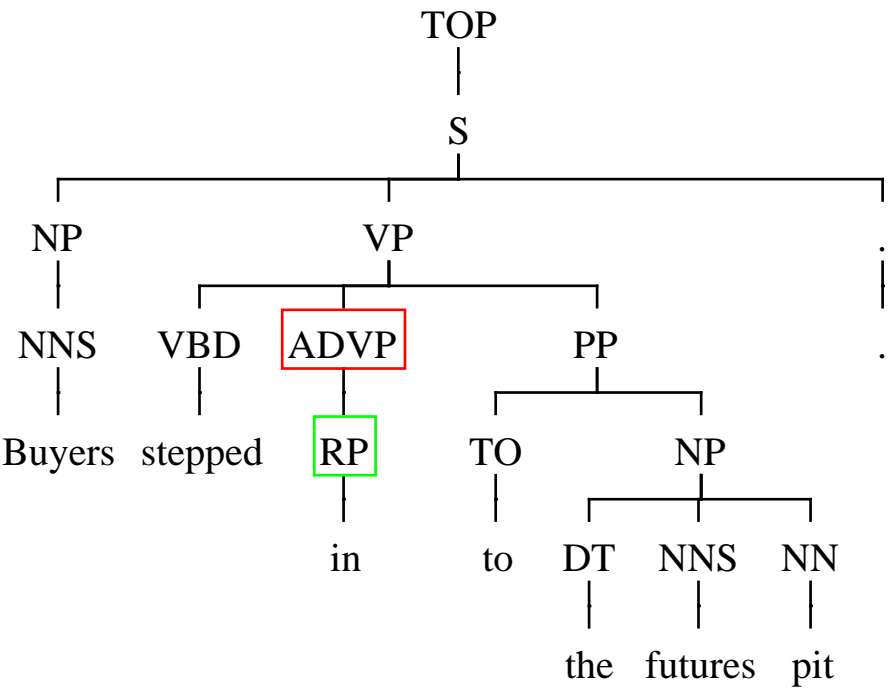 TOP
S
NP VP .
NNS VBD ADVP PP .
Buyers stepped RP TO NP
in to DT NNS NN
the futures pit